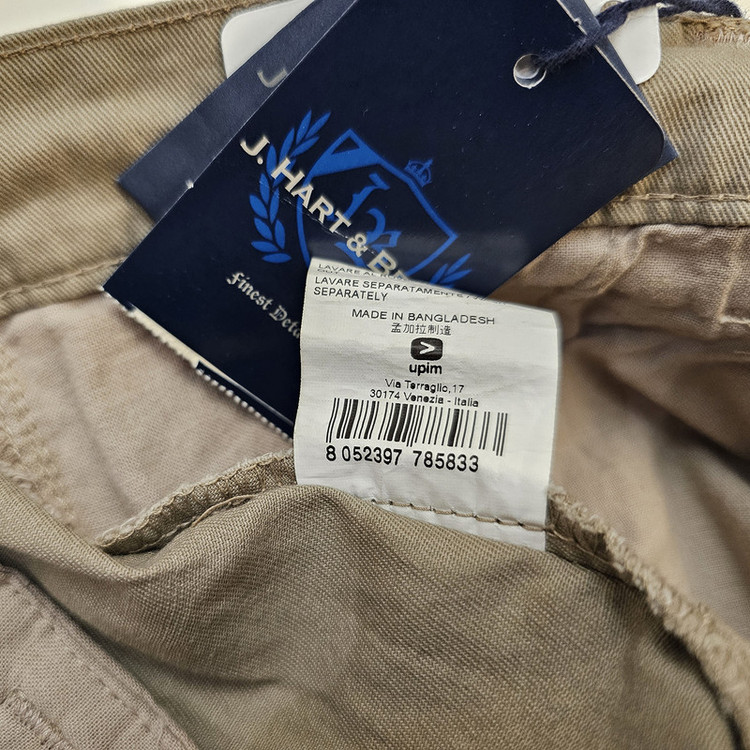 J. HART & B
Finest Deta
LAVARE SEPARATAMENTE
SEPARATELY
MADE IN BANGLADESH
孟加拉制造
upim
Via Terraglio,17
30174 Venezia - Italia
8 052397 785833